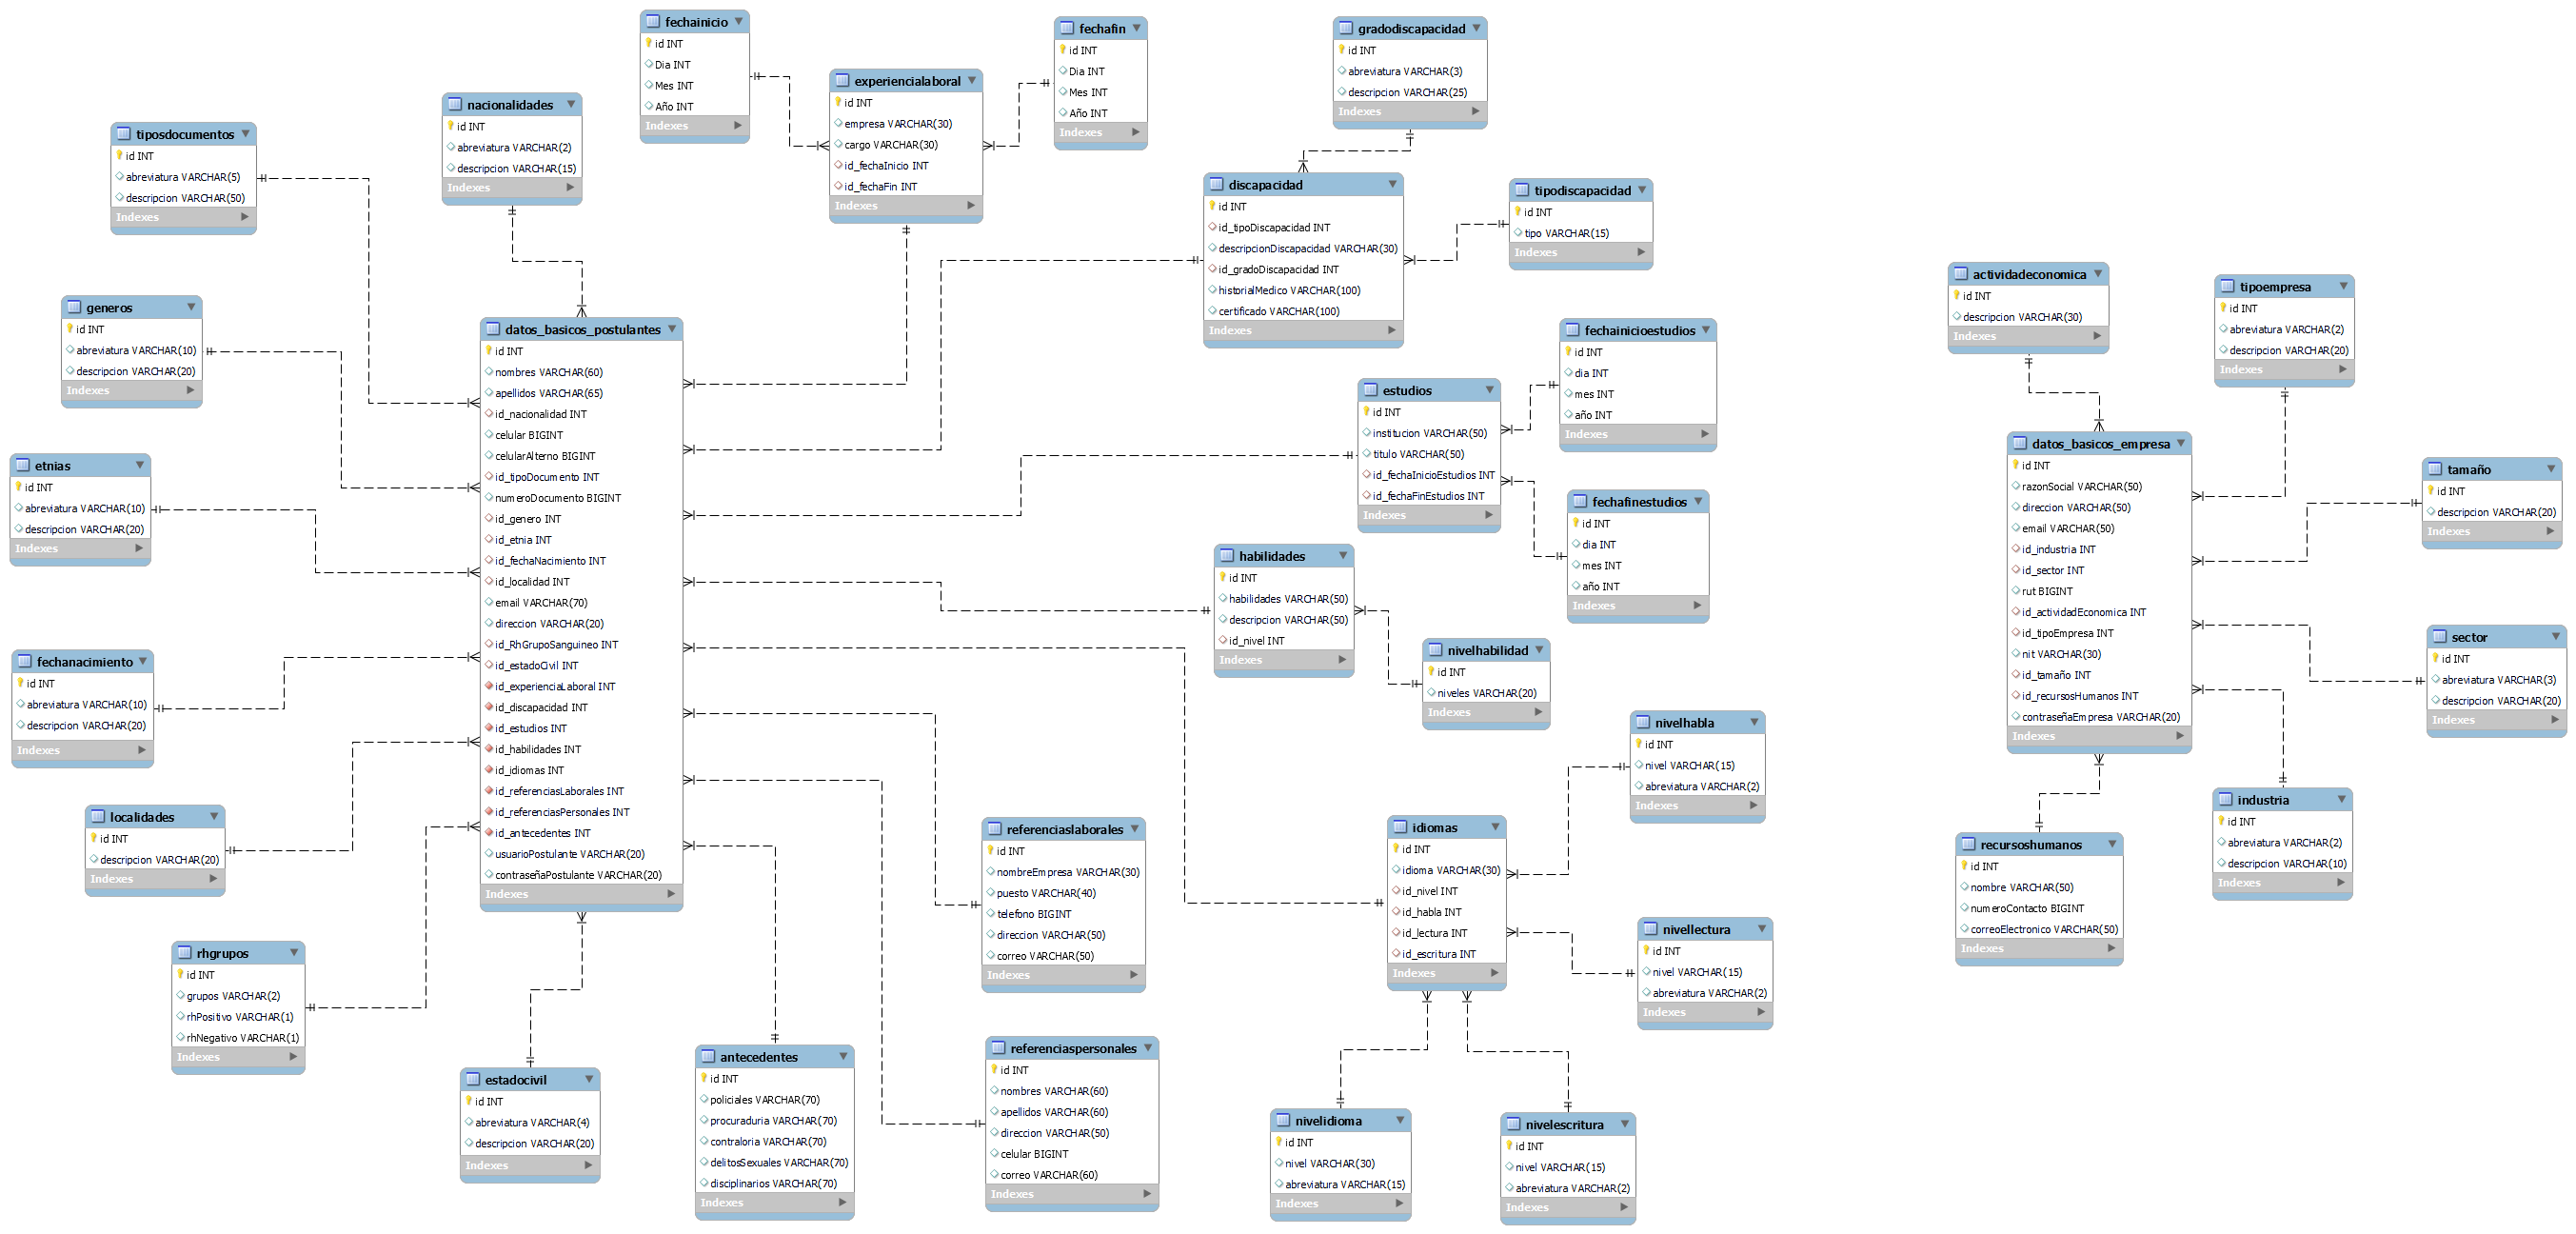 fechainicio
id INT
Dia INT
Mes INT
Año INT
Indexes
fechafin
id INT
Dia INT
Mes INT
Año INT
Indexes
gradodiscapacidad
id INT
abreviatura VARCHAR(3)
descripcion VARCHAR(25)
Indexes
experiencialaboral
id INT
empresa VARCHAR(30)
cargo VARCHAR(30)
id_fechaInicio INT
id_fechaFin INT
Indexes
nacionalidades
id INT
abreviatura VARCHAR(2)
descripcion VARCHAR(15)
Indexes
tiposdocumentos
id INT
abreviatura VARCHAR(5)
descripcion VARCHAR(50)
Indexes
discapacidad
id INT
id_tipoDiscapacidad INT
descripcionDiscapacidad VARCHAR(30)
id_gradoDiscapacidad INT
historialMedico VARCHAR(100)
certificado VARCHAR(100)
Indexes
tipodiscapacidad
id INT
tipo VARCHAR(15)
Indexes
actividadeconomica
id INT
descripcion VARCHAR(30)
Indexes
tipoempresa
id INT
abreviatura VARCHAR(2)
descripcion VARCHAR(20)
Indexes
generos
id INT
abreviatura VARCHAR(10)
descripcion VARCHAR(20)
Indexes
datos_basicos_postulantes
id INT
nombres VARCHAR(60)
apellidos VARCHAR(65)
id_nacionalidad INT
celular BIGINT
celularAlterno BIGINT
id_tipoDocumento INT
numeroDocumento BIGINT
id_genero INT
id_etnia INT
id_fechaNacimiento INT
id_localidad INT
email VARCHAR(70)
direccion VARCHAR(20)
id_RhGrupoSanguineo INT
id_estadoCivil INT
id_experienciaLaboral INT
id_discapacidad INT
id_estudios INT
id_habilidades INT
id_idiomas INT
id_referenciasLaborales INT
id_referenciasPersonales INT
id_antecedentes INT
usuarioPostulante VARCHAR(20)
contraseñaPostulante VARCHAR(20)
Indexes
fechainicioestudios
id INT
dia INT
mes INT
año INT
Indexes
estudios
id INT
institucion VARCHAR(50)
titulo VARCHAR(50)
id_fechaInicioEstudios INT
id_fechaFinEstudios INT
Indexes
fechafinestudios
id INT
dia INT
mes INT
año INT
Indexes
datos_basicos_empresa
id INT
razonSocial VARCHAR(50)
direccion VARCHAR(50)
email VARCHAR(50)
id_industria INT
id_sector INT
rut BIGINT
id_actividadEconomica INT
id_tipoEmpresa INT
nit VARCHAR(30)
id_tamaño INT
id_recursosHumanos INT
contraseñaEmpresa VARCHAR(20)
Indexes
tamaño
id INT
descripcion VARCHAR(20)
Indexes
etnias
id INT
abreviatura VARCHAR(10)
descripcion VARCHAR(20)
Indexes
habilidades
id INT
habilidades VARCHAR(50)
descripcion VARCHAR(50)
id_nivel INT
Indexes
nivelhabilidad
id INT
niveles VARCHAR(20)
Indexes
sector
id INT
abreviatura VARCHAR(3)
descripcion VARCHAR(20)
Indexes
fechanacimiento
id INT
abreviatura VARCHAR(10)
descripcion VARCHAR(20)
Indexes
nivelhabla
id INT
nivel VARCHAR(15)
abreviatura VARCHAR(2)
Indexes
localidades
id INT
descripcion VARCHAR(20)
Indexes
referenciaslaborales
id INT
nombreEmpresa VARCHAR(30)
puesto VARCHAR(40)
telefono BIGINT
direccion VARCHAR(50)
correo VARCHAR(50)
Indexes
idiomas
id INT
idioma VARCHAR(30)
id_nivel INT
id_habla INT
id_lectura INT
id_escritura INT
Indexes
industria
id INT
abreviatura VARCHAR(2)
descripcion VARCHAR(10)
Indexes
recursoshumanos
id INT
nombre VARCHAR(50)
numeroContacto BIGINT
correoElectronico VARCHAR(50)
Indexes
nivellectura
id INT
nivel VARCHAR(15)
abreviatura VARCHAR(2)
Indexes
rhgrupos
id INT
grupos VARCHAR(2)
rhPositivo VARCHAR(1)
rhNegativo VARCHAR(1)
Indexes
estadocivil
id INT
abreviatura VARCHAR(4)
descripcion VARCHAR(20)
Indexes
antecedentes
id INT
policiales VARCHAR(70)
procuraduria VARCHAR(70)
contraloria VARCHAR(70)
delitosSexuales VARCHAR(70)
disciplinarios VARCHAR(70)
Indexes
referenciaspersonales
id INT
nombres VARCHAR(60)
apellidos VARCHAR(60)
direccion VARCHAR(50)
celular BIGINT
correo VARCHAR(60)
Indexes
nivelidioma
id INT
nivel VARCHAR(30)
abreviatura VARCHAR(15)
Indexes
nivelescritura
id INT
nivel VARCHAR(15)
abreviatura VARCHAR(2)
Indexes